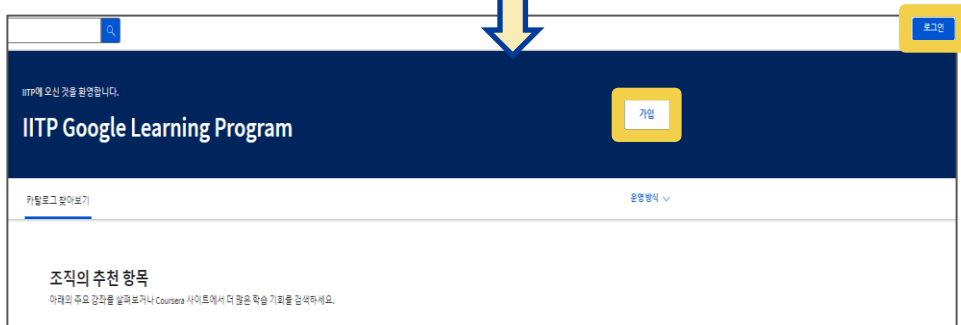 로그인
IITP에 오신 것을 환영합니다.
IITP Google Learning Program
가입
카탈로그 찾아보기
운영 방식
조직의 추천 항목
아래의 주요 강좌를 살펴보거나 Coursera 사이트에서 더 많은 학습 기회를 검색하세요.